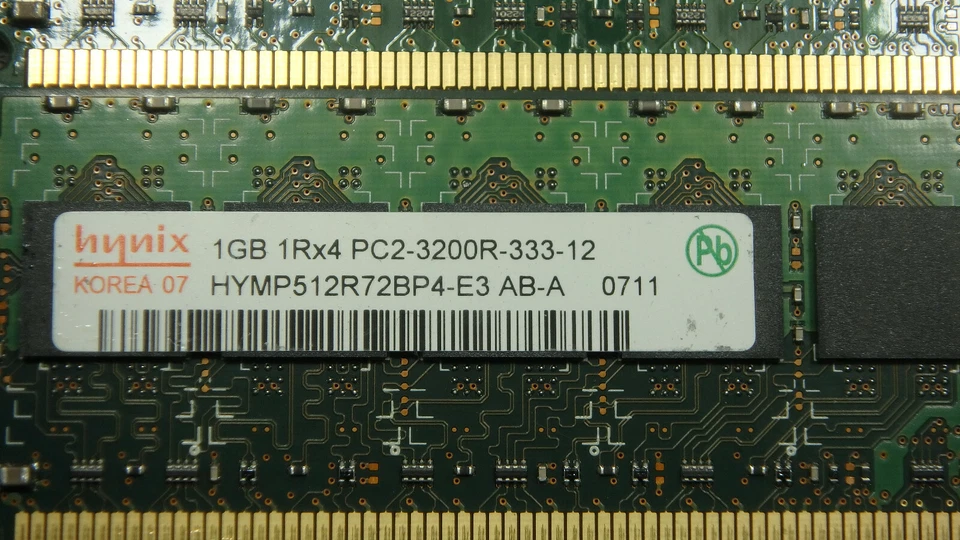 hynix 1GB 1Rx4 PC2-3200R-333-12
KOREA 07 HYMP512R72BP4-E3 AB-A 0711
Pb